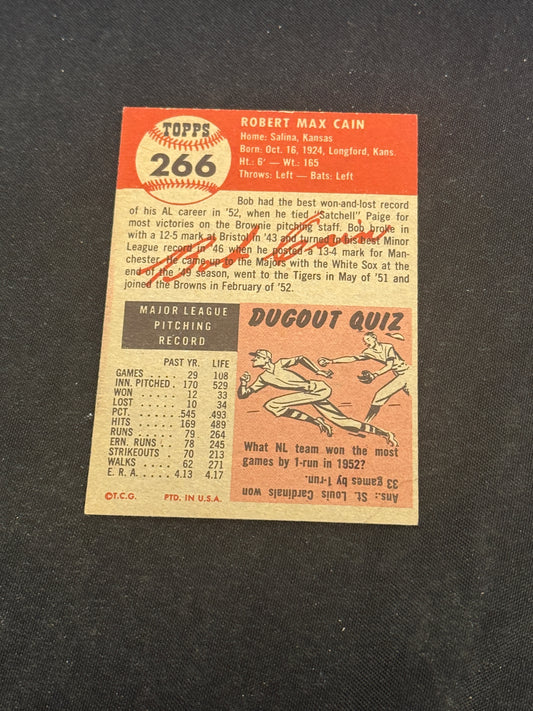 TOPPS
266
ROBERT MAX CAIN
Home: Salina, Kansas
Born: Oct. 16, 1924, Longford, Kans.
Ht.: 6' — Wt.: 165
Throws: Left — Bats: Left
Bob had the best won-and-lost record
of his AL career in '52, when he tied "Satchell" Paige for
most victories on the Brownie pitching staff. Bob broke in
with a 12-5 mark at Bristol in '43 and turned in his best Minor
League record in '46 when he posted a 13-4 mark for Man-
chester. He came up to the Majors with the White Sox at the
end of the '49 season, went to the Tigers in May of '51 and
joined the Browns in February of '52.
Bob Cain
MAJOR LEAGUE
PITCHING
RECORD
PAST YR. LIFE
GAMES 29 108
INN. PITCHED 170 529
WON 12 33
LOST 10 34
PCT. .545 .493
HITS 169 489
RUNS 79 264
ERN. RUNS 78 245
STRIKEOUTS 70 213
WALKS 62 271
E. R. A. 4.13 4.17
©T.C.G. PTD. IN U.S.A.
DUGOUT QUIZ
What NL team won the most
games by 1-run in 1952?
Ans.: St. Louis Cardinals won
33 games by 1-run.